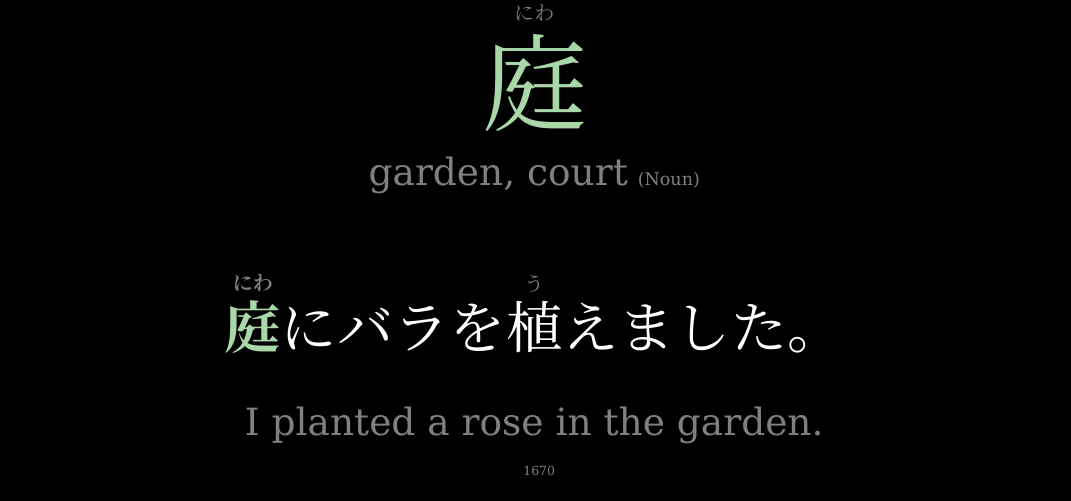 にわ
庭
garden, court (Noun)
にわ う
庭にバラを植えました。
I planted a rose in the garden.
1670